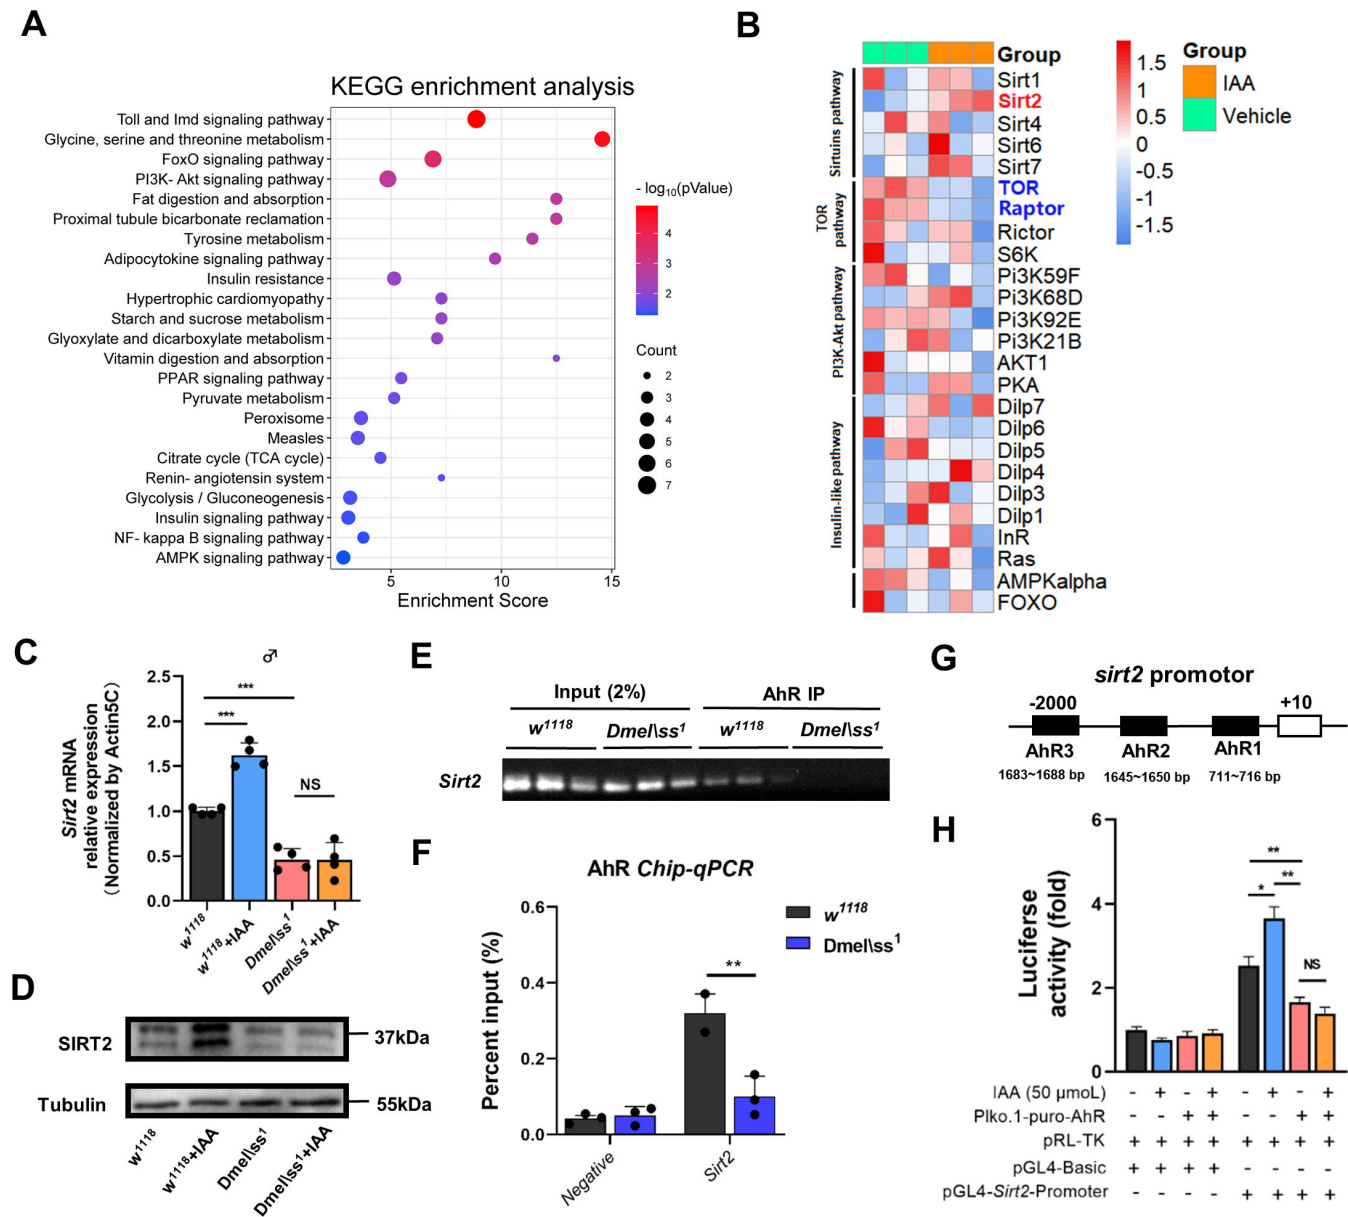 A
KEGG enrichment analysis
Toll and Imd signaling pathway
Glycine, serine and threonine metabolism
FoxO signaling pathway
PI3K- Akt signaling pathway
Fat digestion and absorption
Proximal tubule bicarbonate reclamation
Tyrosine metabolism
Adipocytokine signaling pathway
Insulin resistance
Hypertrophic cardiomyopathy
Starch and sucrose metabolism
Glyoxylate and dicarboxylate metabolism
Vitamin digestion and absorption
PPAR signaling pathway
Pyruvate metabolism
Peroxisome
Measles
Citrate cycle (TCA cycle)
Renin- angiotensin system
Glycolysis / Gluconeogenesis
Insulin signaling pathway
NF- kappa B signaling pathway
AMPK signaling pathway
5 10 15
Enrichment Score
- log10(pValue)
4
3
2
Count
2
3
4
5
6
7
B
Group
Sirt1
Sirt2
Sirt4
Sirt6
Sirt7
TOR
Raptor
Rictor
S6K
Pi3K59F
Pi3K68D
Pi3K92E
Pi3K21B
AKT1
PKA
Dilp7
Dilp6
Dilp5
Dilp4
Dilp3
Dilp1
InR
Ras
AMPKalpha
FOXO
Sirtuins pathway
TOR
pathway
PI3K-Akt pathway
Insulin-like pathway
1.5
1
0.5
0
-0.5
-1
-1.5
Group
IAA
Vehicle
C
♂
Sirt2 mRNA
relative expression
(Normalized by Actin5C)
2.5
2.0
1.5
1.0
0.5
0.0
***
***
NS
w1118
w1118+IAA
Dmel\ss1
Dmel\ss1+IAA
D
SIRT2
37kDa
Tubulin
55kDa
w1118
w1118+IAA
Dmel\ss1
Dmel\ss1+IAA
E
Input (2%) AhR IP
w1118 Dmel\ss1 w1118 Dmel\ss1
Sirt2
F
AhR Chip-qPCR
Percent input (%)
0.6
0.4
0.2
0.0
**
w1118
Dmel\ss1
Negative
Sirt2
G
sirt2 promotor
-2000 +10
AhR3 AhR2 AhR1
1683~1688 bp 1645~1650 bp 711~716 bp
H
Luciferse
activity (fold)
6
4
2
0
**
* **
NS
IAA (50 μmoL) - + - + - + - +
Plko.1-puro-AhR - - + + - - + +
pRL-TK + + + + + + + +
pGL4-Basic + + + + - - - -
pGL4-Sirt2-Promoter - - - - + + + +